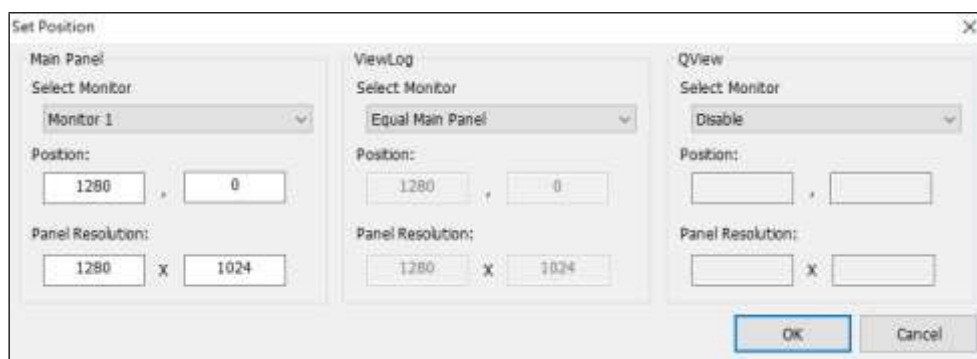 Set Position
Main Panel
Select Monitor
Monitor 1
Position:
1280 , 0
Panel Resolution:
1280 X 1024
ViewLog
Select Monitor
Equal Main Panel
Position:
1280 , 0
Panel Resolution:
1280 X 1024
QView
Select Monitor
Disable
Position:
,
Panel Resolution:
X
OK Cancel